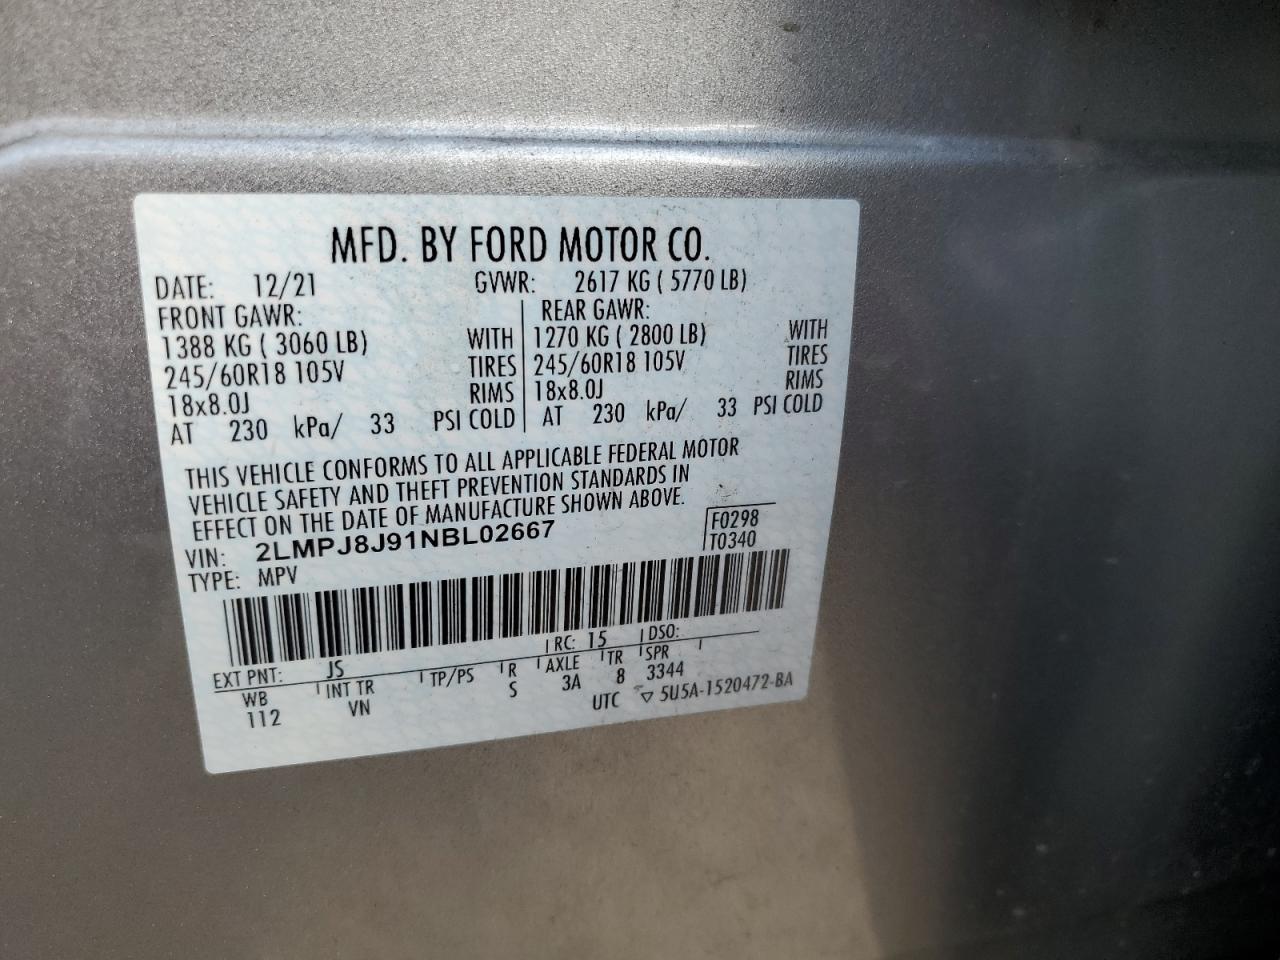 MFD. BY FORD MOTOR CO.
DATE: 12/21 GVWR: 2617 KG ( 5770 LB)
FRONT GAWR: REAR GAWR:
1388 KG ( 3060 LB) WITH 1270 KG ( 2800 LB) WITH
245/60R18 105V TIRES 245/60R18 105V TIRES
18x8.0J RIMS 18x8.0J RIMS
AT 230 kPa/ 33 PSI COLD AT 230 kPa/ 33 PSI COLD
THIS VEHICLE CONFORMS TO ALL APPLICABLE FEDERAL MOTOR
VEHICLE SAFETY AND THEFT PREVENTION STANDARDS IN
EFFECT ON THE DATE OF MANUFACTURE SHOWN ABOVE.
VIN: 2LMPJ8J91NBL02667 F0298
TYPE: MPV T0340
EXT PNT: JS RC: 15 DSO:
WB INT TR TP/PS R AXLE TR SPR
112 VN S 3A 8 3344
UTC ▽ 5U5A-1520472-BA